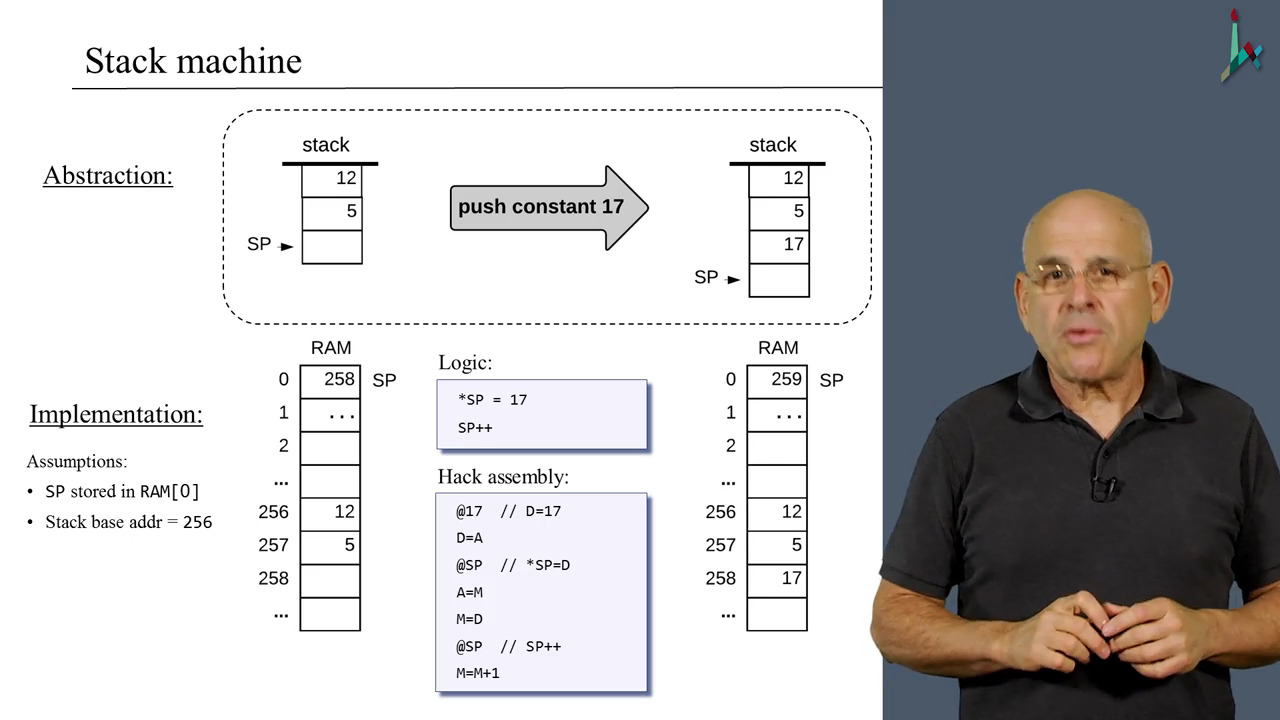 Stack machine
Abstraction:
stack
12
5
SP
push constant 17
stack
12
5
17
SP
Implementation:
Assumptions:
• SP stored in RAM[0]
• Stack base addr = 256
RAM
0 258 SP
1 ...
2
...
256 12
257 5
258
...
Logic:
*SP = 17
SP++
Hack assembly:
@17 // D=17
D=A
@SP // *SP=D
A=M
M=D
@SP // SP++
M=M+1
RAM
0 259 SP
1 ...
2
...
256 12
257 5
258 17
...